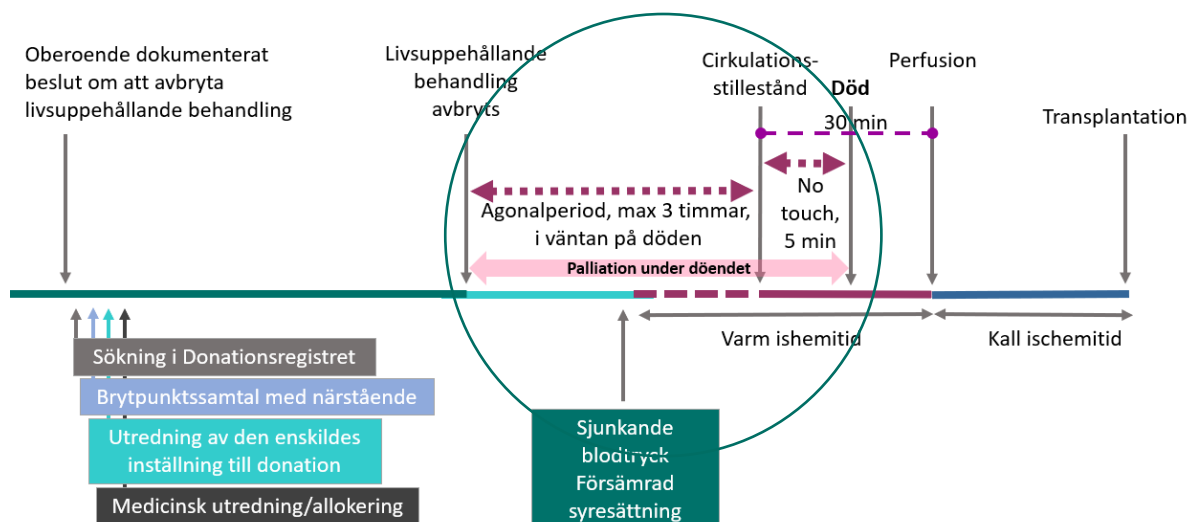 Oberoende dokumenterat
beslut om att avbryta
livsuppehållande behandling
Livsuppehållande
behandling
avbryts
Cirkulations-
stillestånd
Död
Perfusion
30 min
Transplantation
Agonalperiod, max 3 timmar,
i väntan på döden
No
touch,
5 min
Palliation under döendet
Varm ishemitid
Kall ischemitid
Sökning i Donationsregistret
Brytpunktssamtal med närstående
Utredning av den enskildes
inställning till donation
Medicinsk utredning/allokering
Sjunkande
blodtryck
Försämrad
syresättning